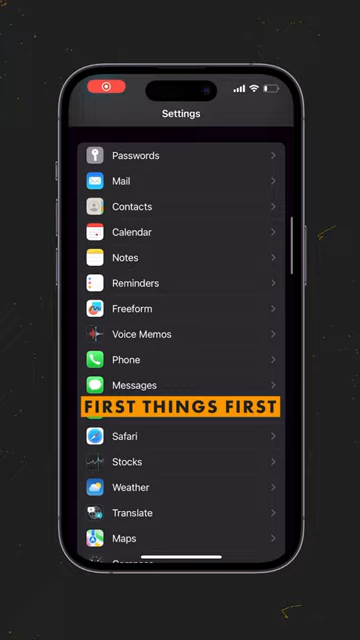 Settings
Passwords
Mail
Contacts
Calendar
Notes
Reminders
Freeform
Voice Memos
Phone
Messages
FIRST THINGS FIRST
Safari
Stocks
Weather
Translate
Maps